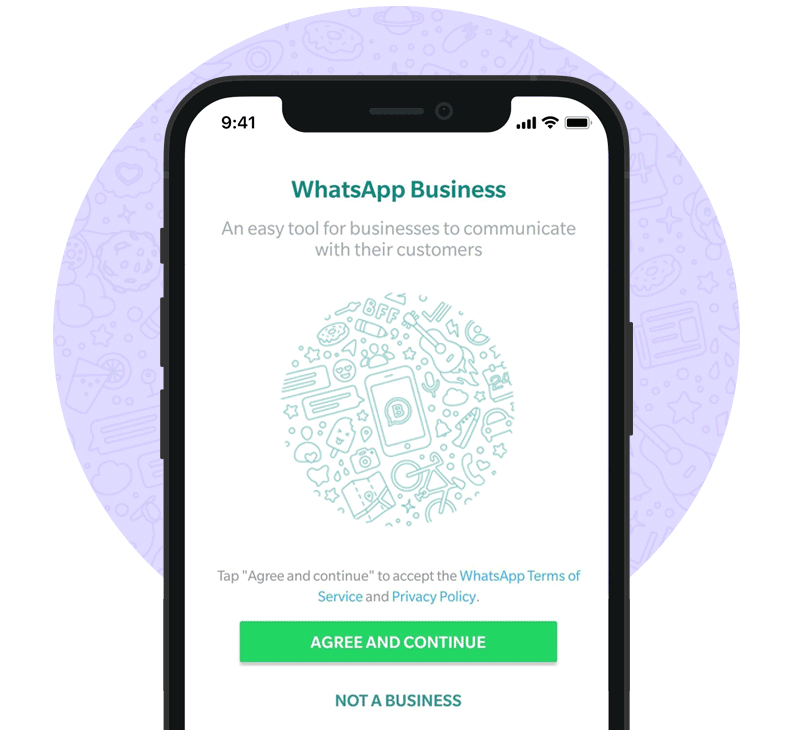 9:41
WhatsApp Business
An easy tool for businesses to communicate
with their customers
BFF
24
B
Tap "Agree and continue" to accept the WhatsApp Terms of
Service and Privacy Policy.
AGREE AND CONTINUE
NOT A BUSINESS